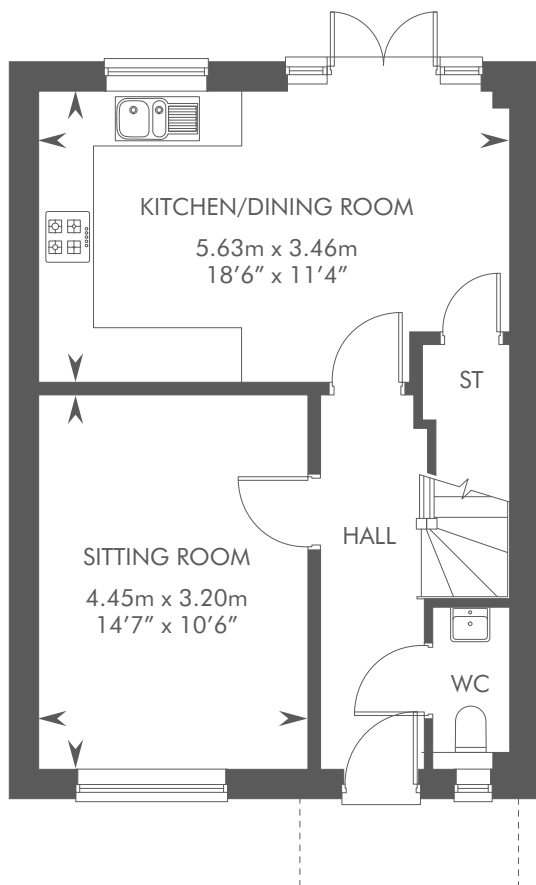 KITCHEN/DINING ROOM
5.63m x 3.46m
18’6” x 11’4”
ST
HALL
SITTING ROOM
4.45m x 3.20m
14’7” x 10’6”
WC